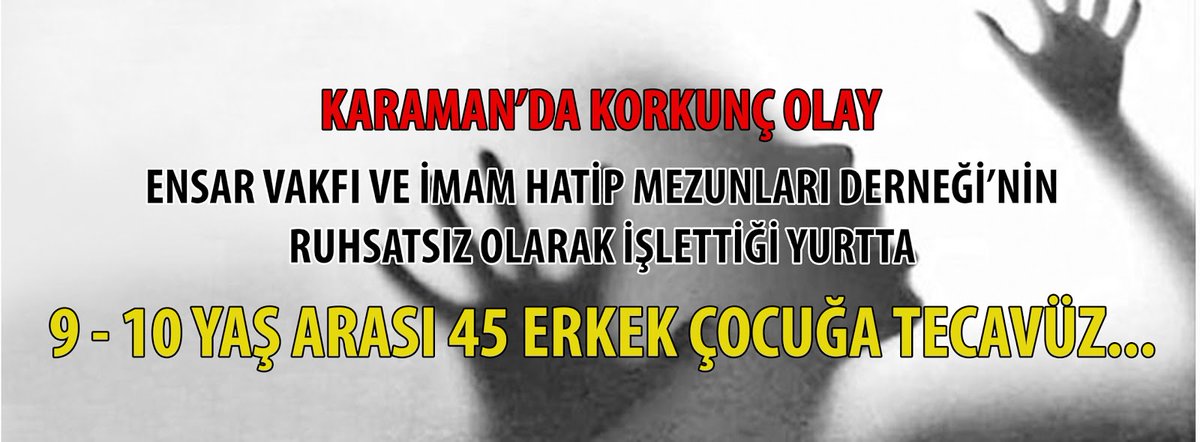 KARAMAN'DA KORKUNÇ OLAY
ENSAR VAKFI VE İMAM HATİP MEZUNLARI DERNEĞİ'NİN
RUHSATSIZ OLARAK İŞLETTİĞİ YURTTA
9 - 10 YAŞ ARASI 45 ERKEK ÇOCUĞA TECAVÜZ...